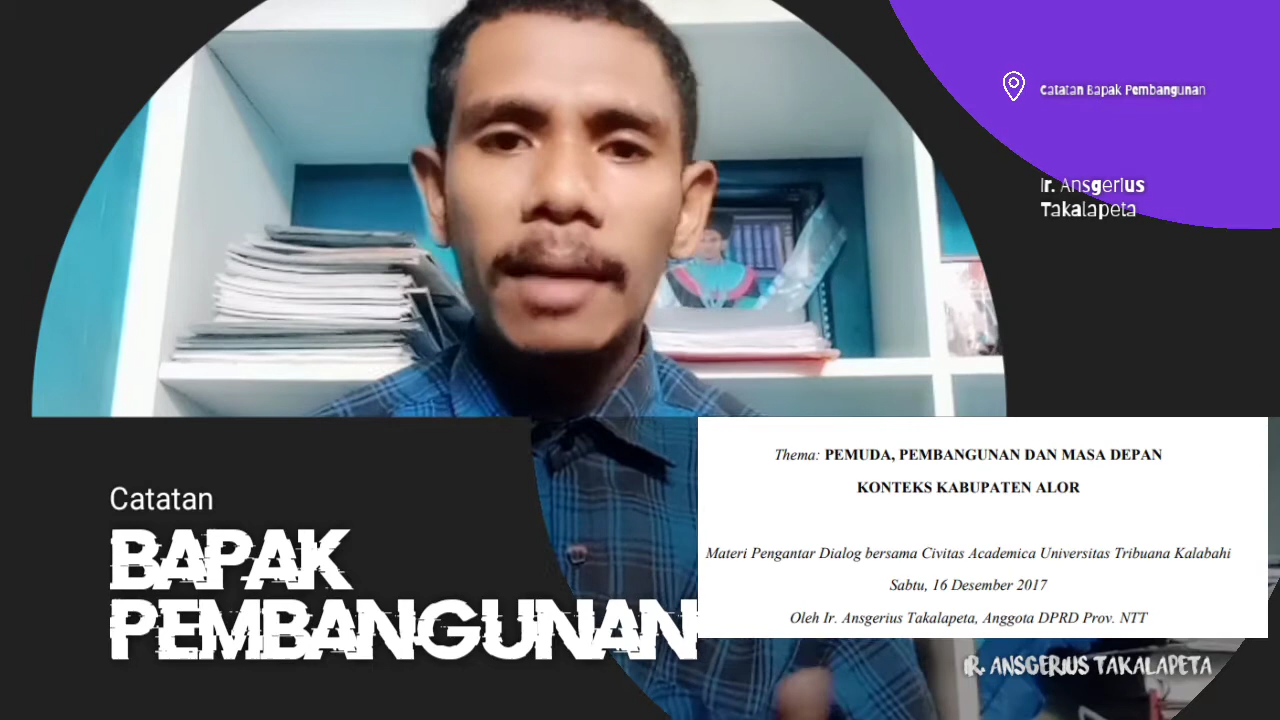 Catatan Bapak Pembangunan
Ir. Ansgerius
Takalapeta
Catatan
BAPAK
PEMBANGUNAN
Thema: PEMUDA, PEMBANGUNAN DAN MASA DEPAN
KONTEKS KABUPATEN ALOR
Materi Pengantar Dialog bersama Civitas Academica Universitas Tribuana Kalabahi
Sabtu, 16 Desember 2017
Oleh Ir. Ansgerius Takalapeta, Anggota DPRD Prov. NTT
IR. ANSGERIUS TAKALAPETA